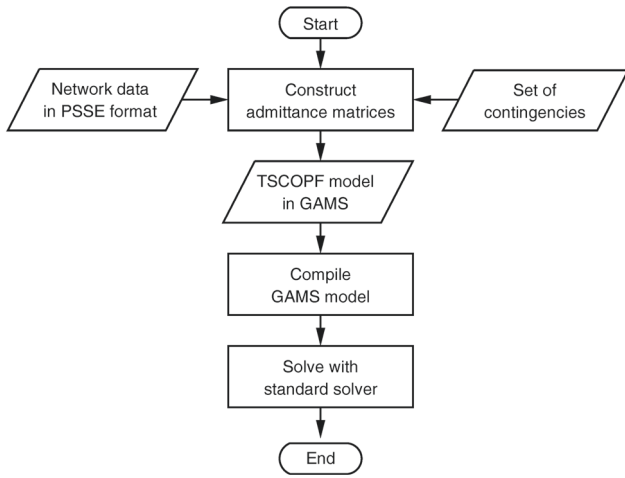 Start
Network data
in PSSE format
Construct
admittance matrices
Set of
contingencies
TSCOPF model
in GAMS
Compile
GAMS model
Solve with
standard solver
End